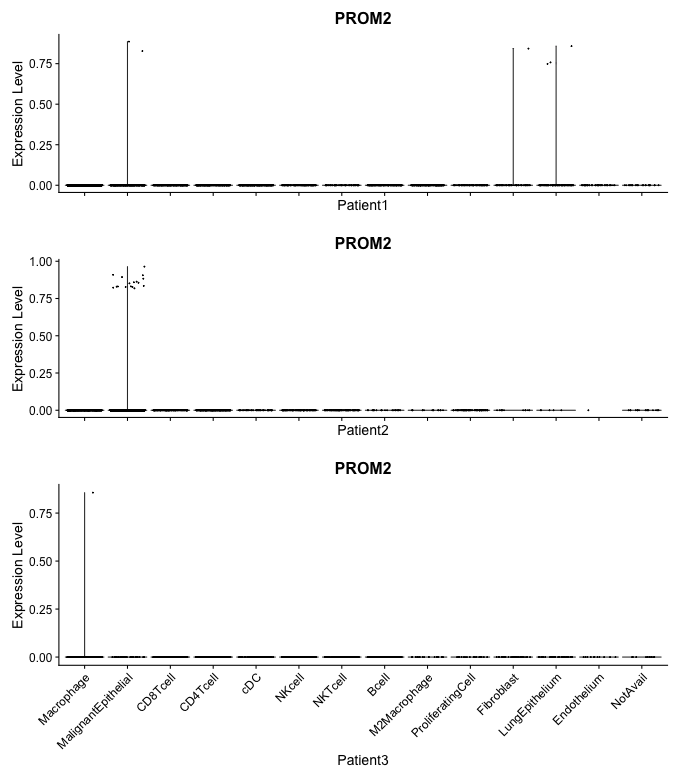 PROM2
Expression Level
0.75
0.50
0.25
0.00
Patient1
PROM2
Expression Level
1.00
0.75
0.50
0.25
0.00
Patient2
PROM2
Expression Level
0.75
0.50
0.25
0.00
Macrophage
MalignantEpithelial
CD8Tcell
CD4Tcell
cDC
NKcell
NKTcell
Bcell
M2Macrophage
ProliferatingCell
Fibroblast
LungEpithelium
Endothelium
NotAvail
Patient3